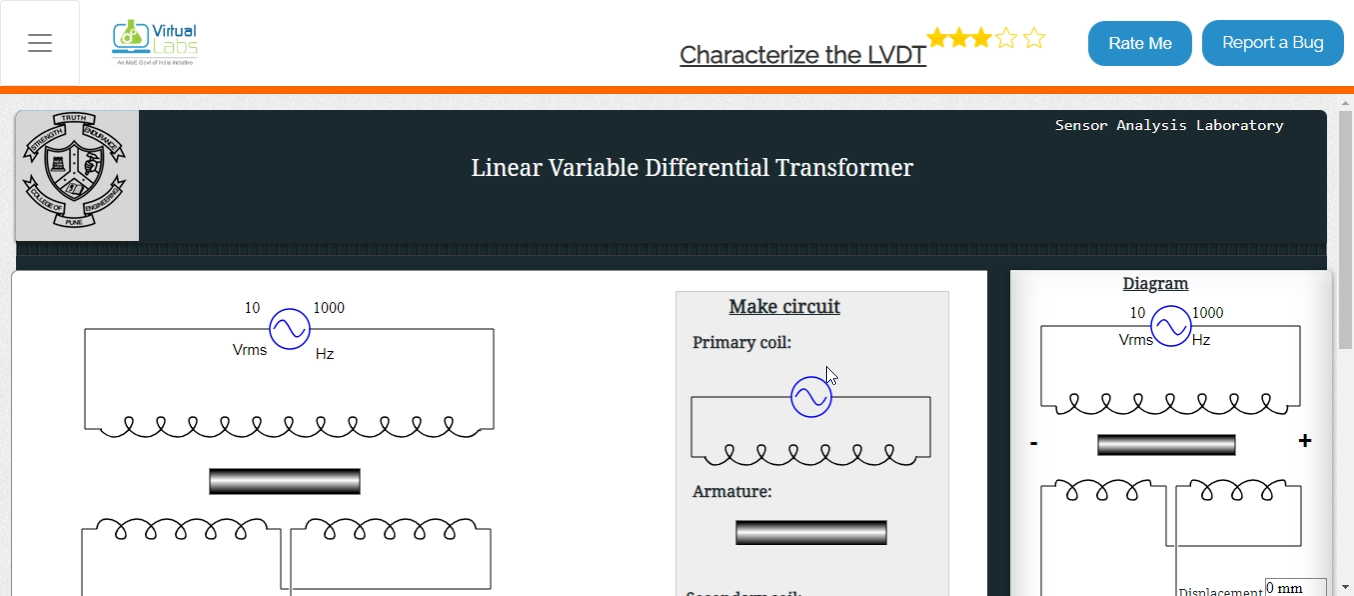 Virtual
Labs
An MoE Govt of India Initiative
Characterize the LVDT
Rate Me
Report a Bug
TRUTH
STRENGTH
ENDURANCE
COLLEGE OF
ENGINEERING
PUNE
Sensor Analysis Laboratory
Linear Variable Differential Transformer
10
1000
Vrms
Hz
Make circuit
Primary coil:
Armature:
Secondary coil:
Diagram
10
1000
Vrms
Hz
-
+
Displacement
0 mm